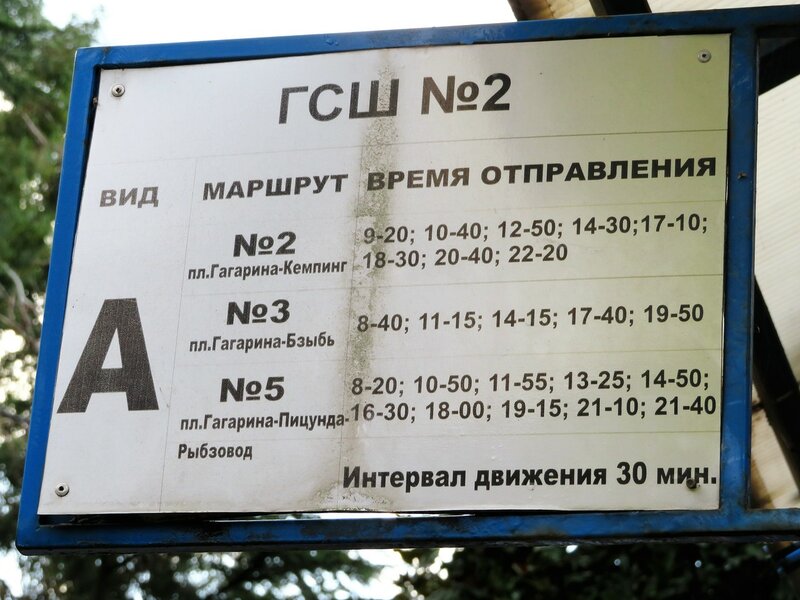 ГСШ №2
ВИД МАРШРУТ ВРЕМЯ ОТПРАВЛЕНИЯ
А
№2
пл.Гагарина-Кемпинг
9-20; 10-40; 12-50; 14-30;17-10;
18-30; 20-40; 22-20
№3
пл.Гагарина-Бзыбь
8-40; 11-15; 14-15; 17-40; 19-50
№5
пл.Гагарина-Пицунда-
Рыбзовод
8-20; 10-50; 11-55; 13-25; 14-50;
16-30; 18-00; 19-15; 21-10; 21-40
Интервал движения 30 мин.